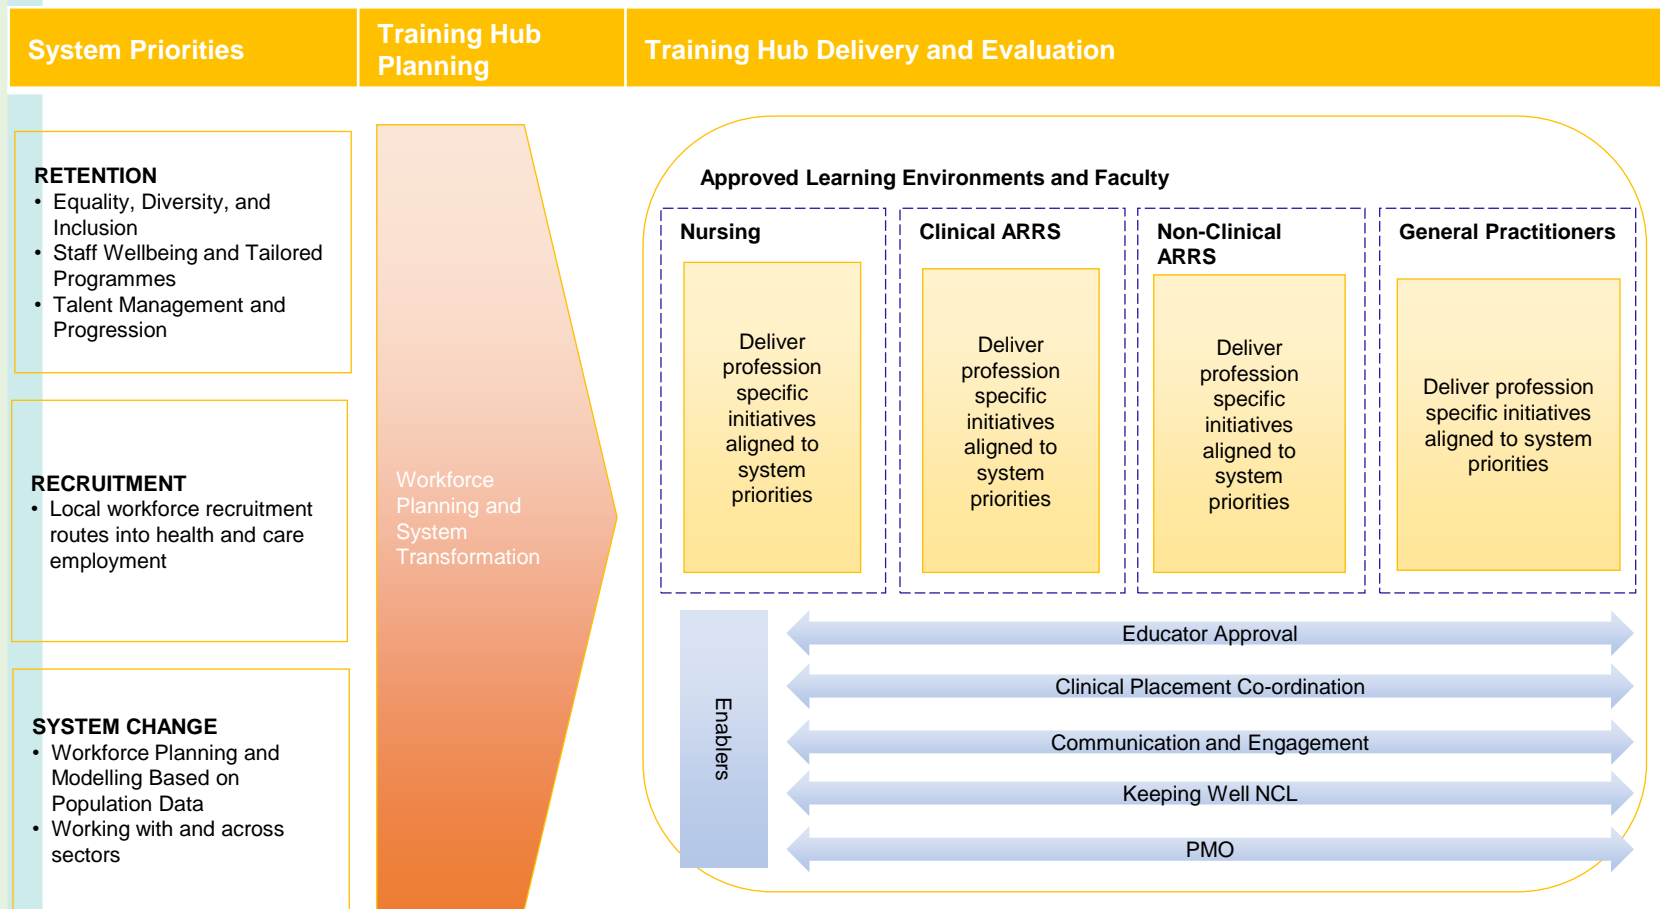 System Priorities
Training Hub
Planning
Training Hub Delivery and Evaluation
RETENTION
• Equality, Diversity, and
Inclusion
• Staff Wellbeing and Tailored
Programmes
• Talent Management and
Progression
RECRUITMENT
• Local workforce recruitment
routes into health and care
employment
SYSTEM CHANGE
• Workforce Planning and
Modelling Based on
Population Data
• Working with and across
sectors
Workforce
Planning and
System
Transformation
Approved Learning Environments and Faculty
Nursing
Deliver
profession
specific
initiatives
aligned to
system
priorities
Clinical ARRS
Deliver
profession
specific
initiatives
aligned to
system
priorities
Non-Clinical
ARRS
Deliver
profession
specific
initiatives
aligned to
system
priorities
General Practitioners
Deliver profession
specific initiatives
aligned to system
priorities
Enablers
Educator Approval
Clinical Placement Co-ordination
Communication and Engagement
Keeping Well NCL
PMO